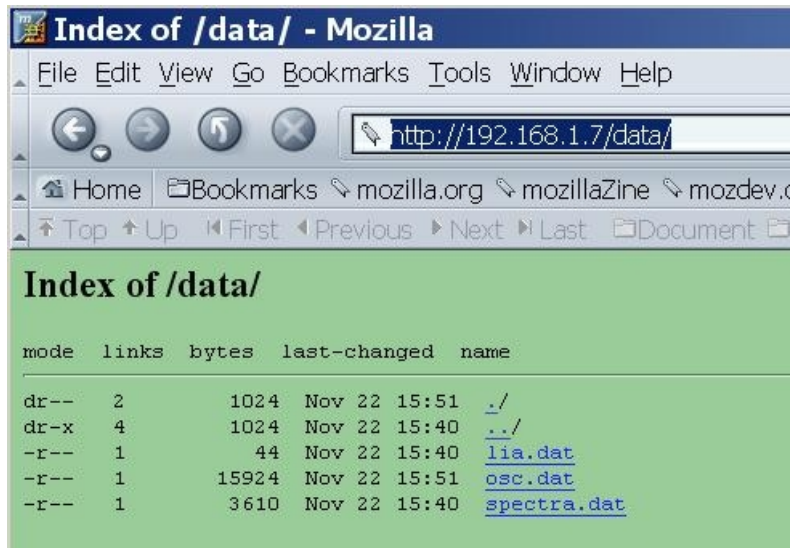 Index of /data/ - Mozilla
File Edit View Go Bookmarks Tools Window Help
http://192.168.1.7/data/
Home Bookmarks mozilla.org mozillaZine mozdev.
Top Up First Previous Next Last Document
Index of /data/
mode links bytes last-changed name
dr-- 2 1024 Nov 22 15:51 ./
dr-x 4 1024 Nov 22 15:40 ../
-r-- 1 44 Nov 22 15:40 lia.dat
-r-- 1 15924 Nov 22 15:51 osc.dat
-r-- 1 3610 Nov 22 15:40 spectra.dat